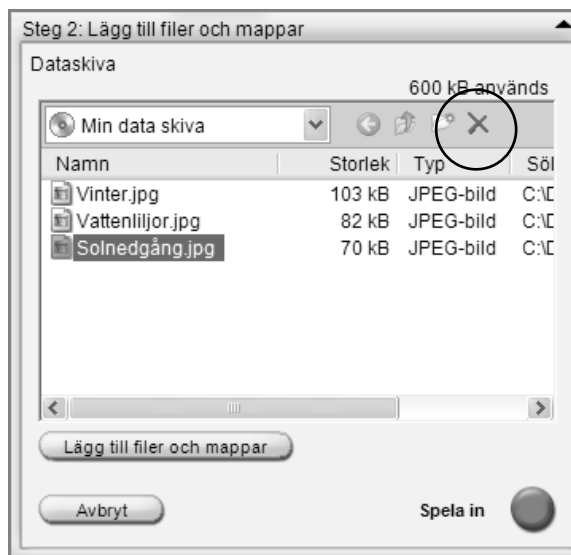 Steg 2: Lägg till filer och mappar
Dataskiva
600 kB används
Min data skiva
Namn Storlek Typ Söl
Vinter.jpg 103 kB JPEG-bild C:\D
Vattenliljor.jpg 82 kB JPEG-bild C:\D
Solnedgång.jpg 70 kB JPEG-bild C:\D
Lägg till filer och mappar
Avbryt Spela in